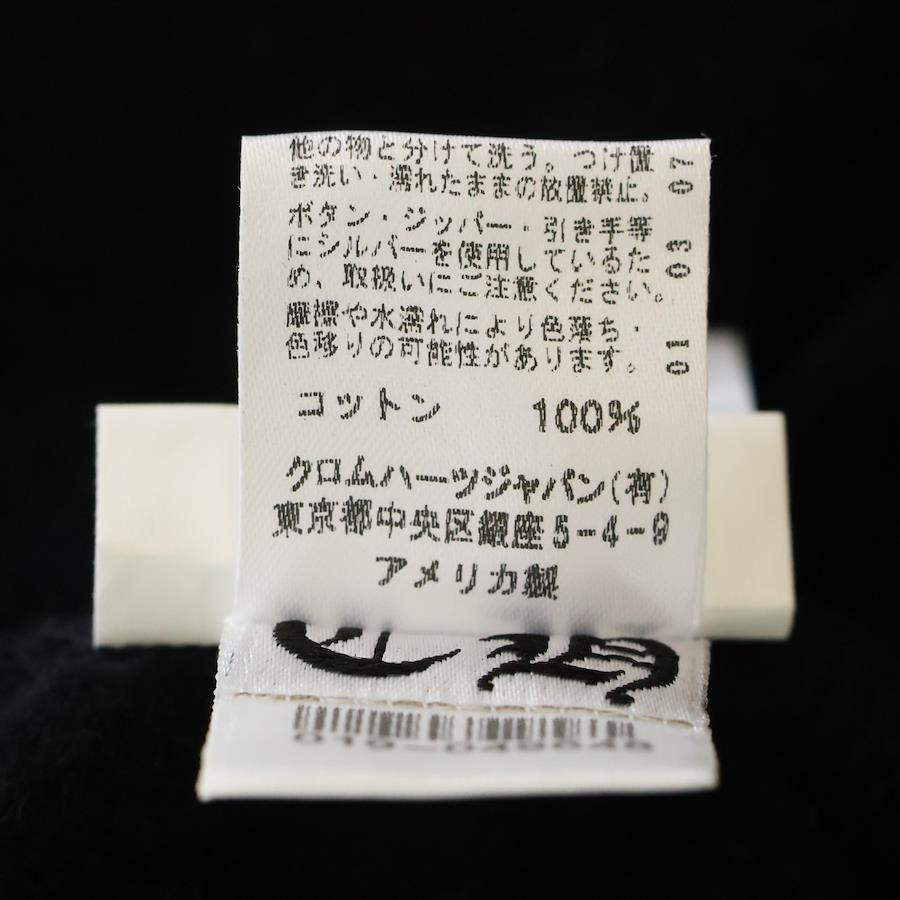 他の物と分けて洗う。つけ置
き洗い・濡れたままの放置禁止。
ボタン・ジッパー・引き手等
にシルバーを使用しているた
め、取扱いにご注意ください。
摩擦や水濡れにより色落ち・
色移りの可能性があります。
コットン 100%
クロムハーツジャパン(有)
東京都中央区銀座5-4-9
アメリカ製
010 03 07